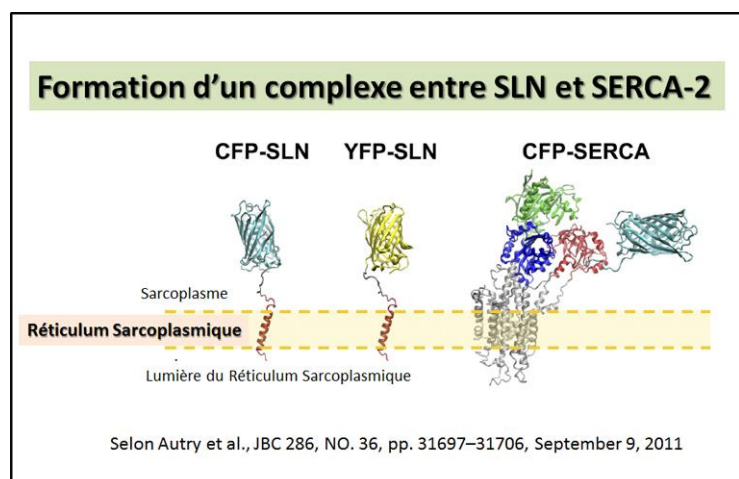 Formation d'un complexe entre SLN et SERCA-2
CFP-SLN YFP-SLN CFP-SERCA
Sarcoplasme
Réticulum Sarcoplasmique
.
Lumière du Réticulum Sarcoplasmique
Selon Autry et al., JBC 286, NO. 36, pp. 31697–31706, September 9, 2011